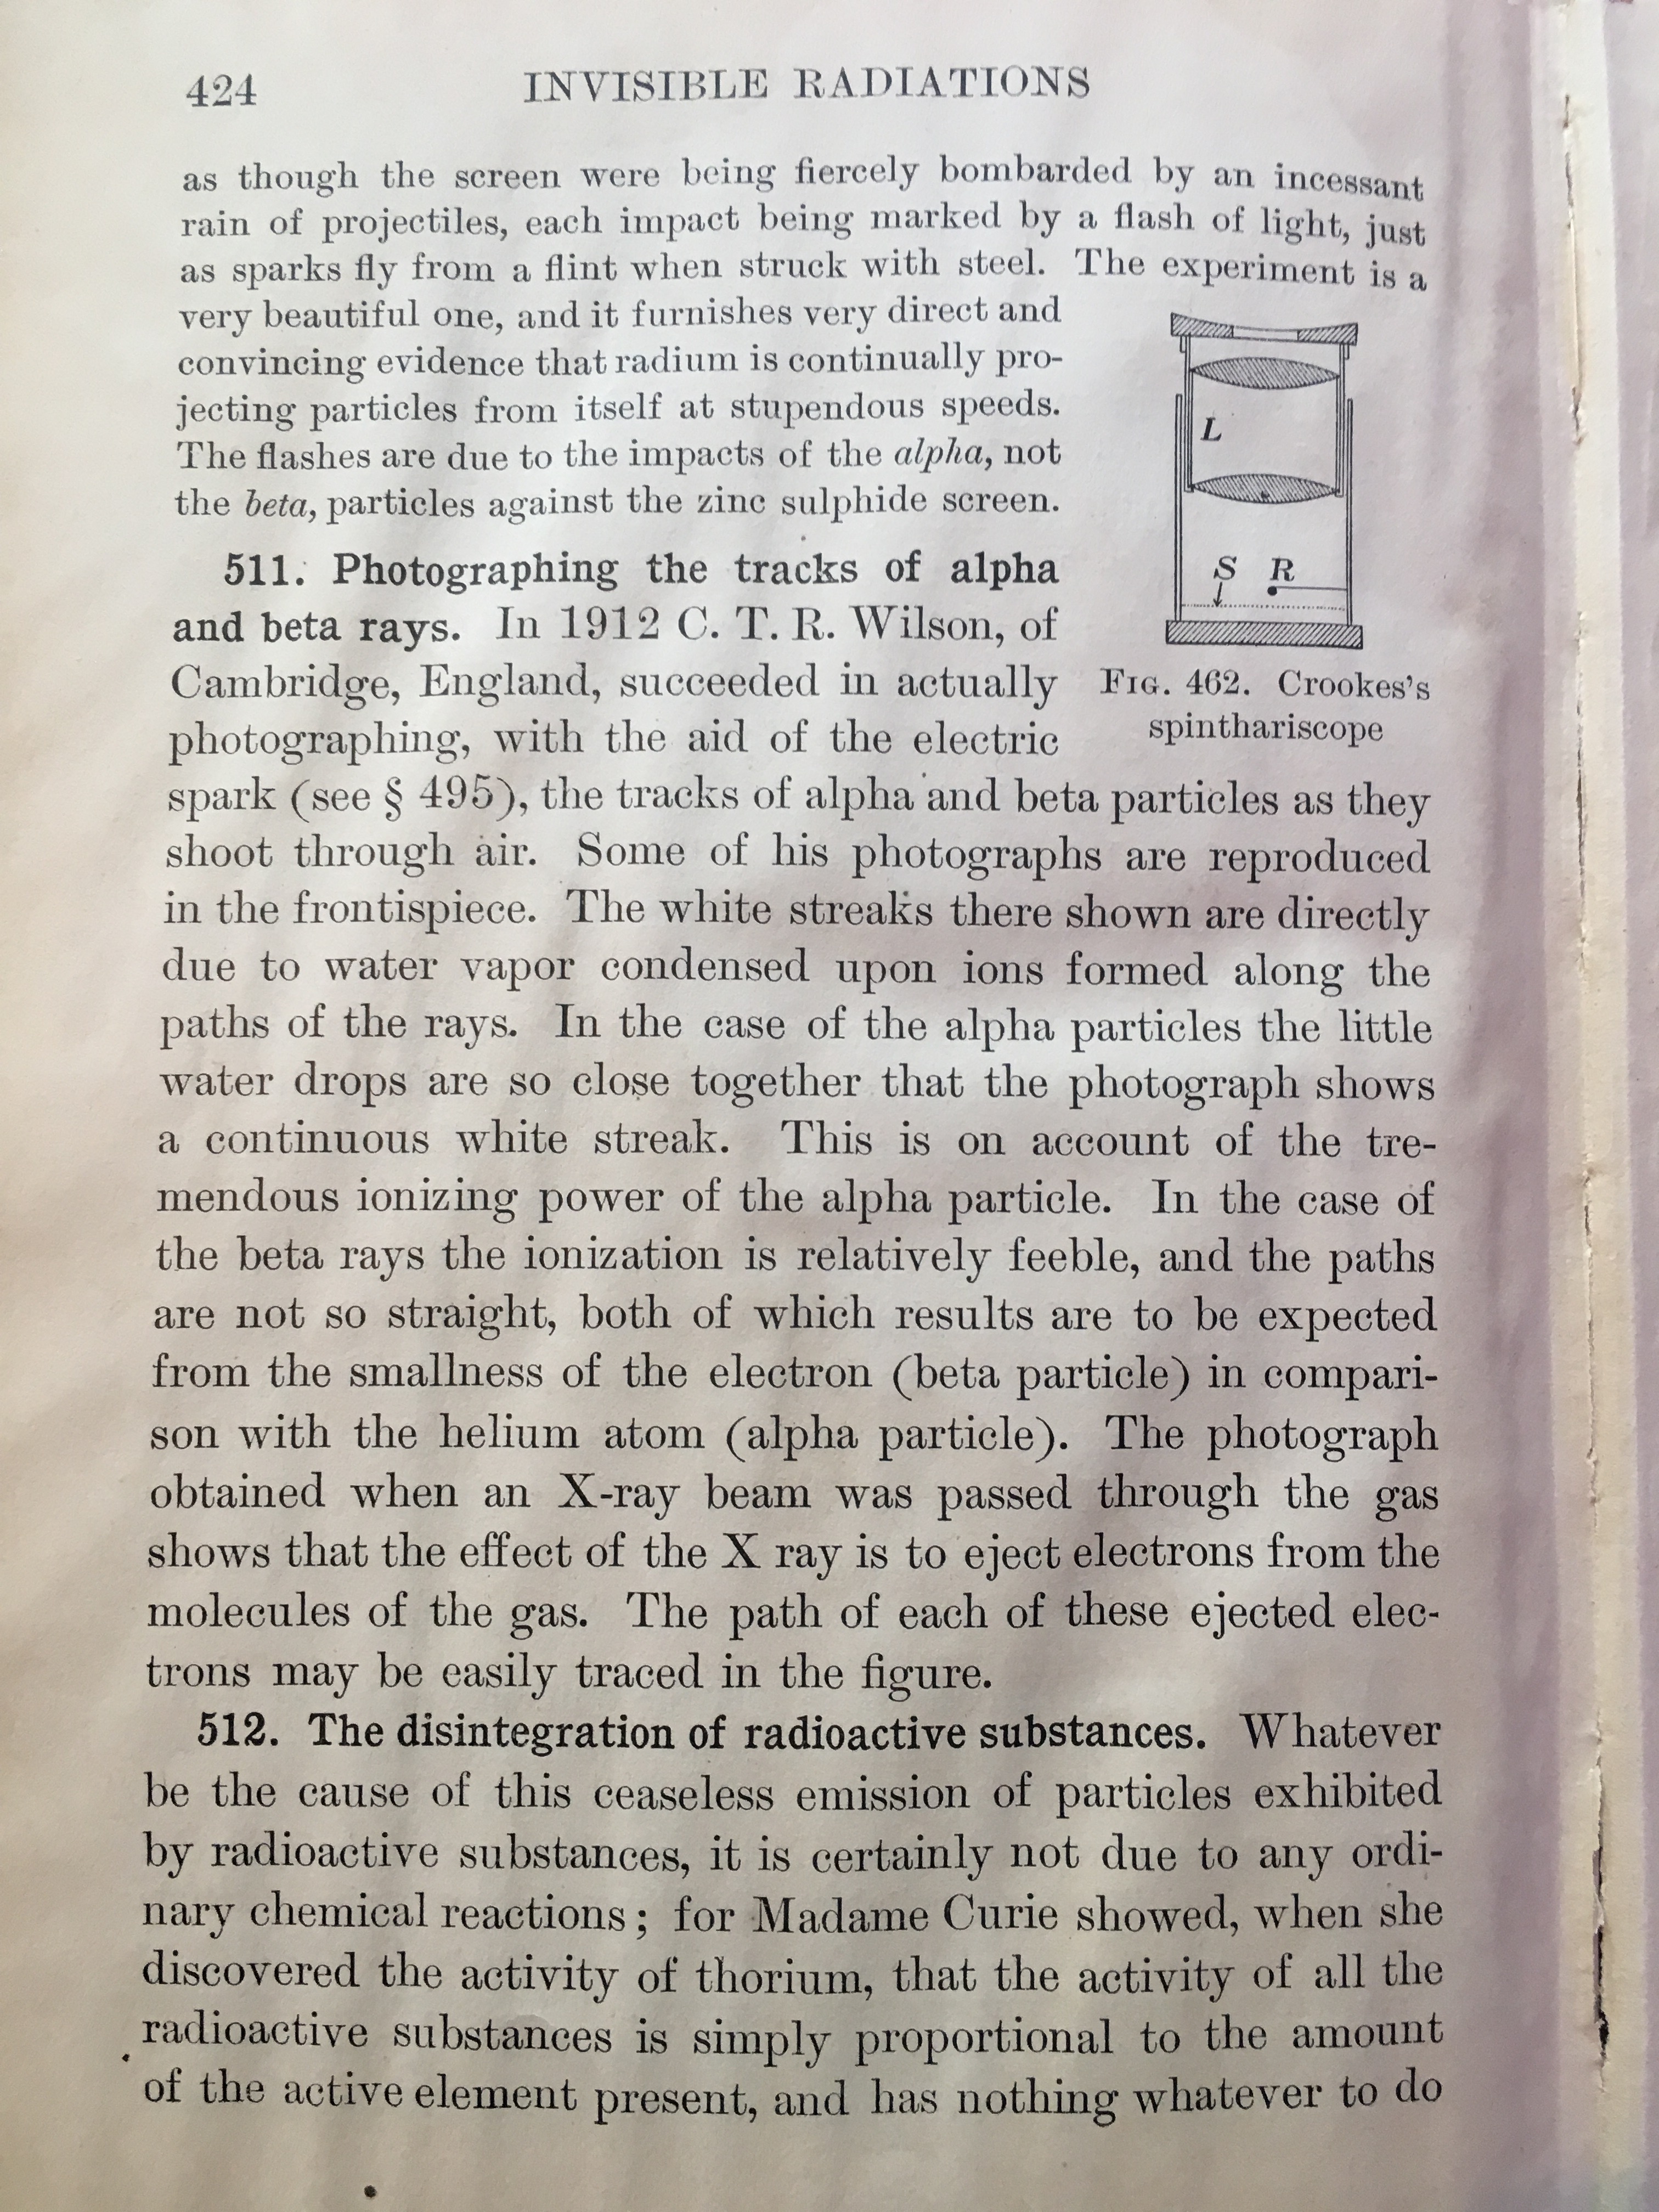 424 INVISIBLE RADIATIONS
as though the screen were being fiercely bombarded by an incessant
rain of projectiles, each impact being marked by a flash of light, just
as sparks fly from a flint when struck with steel. The experiment is a
very beautiful one, and it furnishes very direct and
convincing evidence that radium is continually pro-
jecting particles from itself at stupendous speeds.
The flashes are due to the impacts of the alpha, not
the beta, particles against the zinc sulphide screen.
511. Photographing the tracks of alpha
and beta rays. In 1912 C. T. R. Wilson, of
Cambridge, England, succeeded in actually
photographing, with the aid of the electric
L
S R
FIG. 462. Crookes's
spinthariscope
spark (see § 495), the tracks of alpha and beta particles as they
shoot through air. Some of his photographs are reproduced
in the frontispiece. The white streaks there shown are directly
due to water vapor condensed upon ions formed along the
paths of the rays. In the case of the alpha particles the little
water drops are so close together that the photograph shows
a continuous white streak. This is on account of the tre-
mendous ionizing power of the alpha particle. In the case of
the beta rays the ionization is relatively feeble, and the paths
are not so straight, both of which results are to be expected
from the smallness of the electron (beta particle) in compari-
son with the helium atom (alpha particle). The photograph
obtained when an X-ray beam was passed through the gas
shows that the effect of the X ray is to eject electrons from the
molecules of the gas. The path of each of these ejected elec-
trons may be easily traced in the figure.
512. The disintegration of radioactive substances. Whatever
be the cause of this ceaseless emission of particles exhibited
by radioactive substances, it is certainly not due to any ordi-
nary chemical reactions; for Madame Curie showed, when she
discovered the activity of thorium, that the activity of all the
radioactive substances is simply proportional to the amount
of the active element present, and has nothing whatever to do